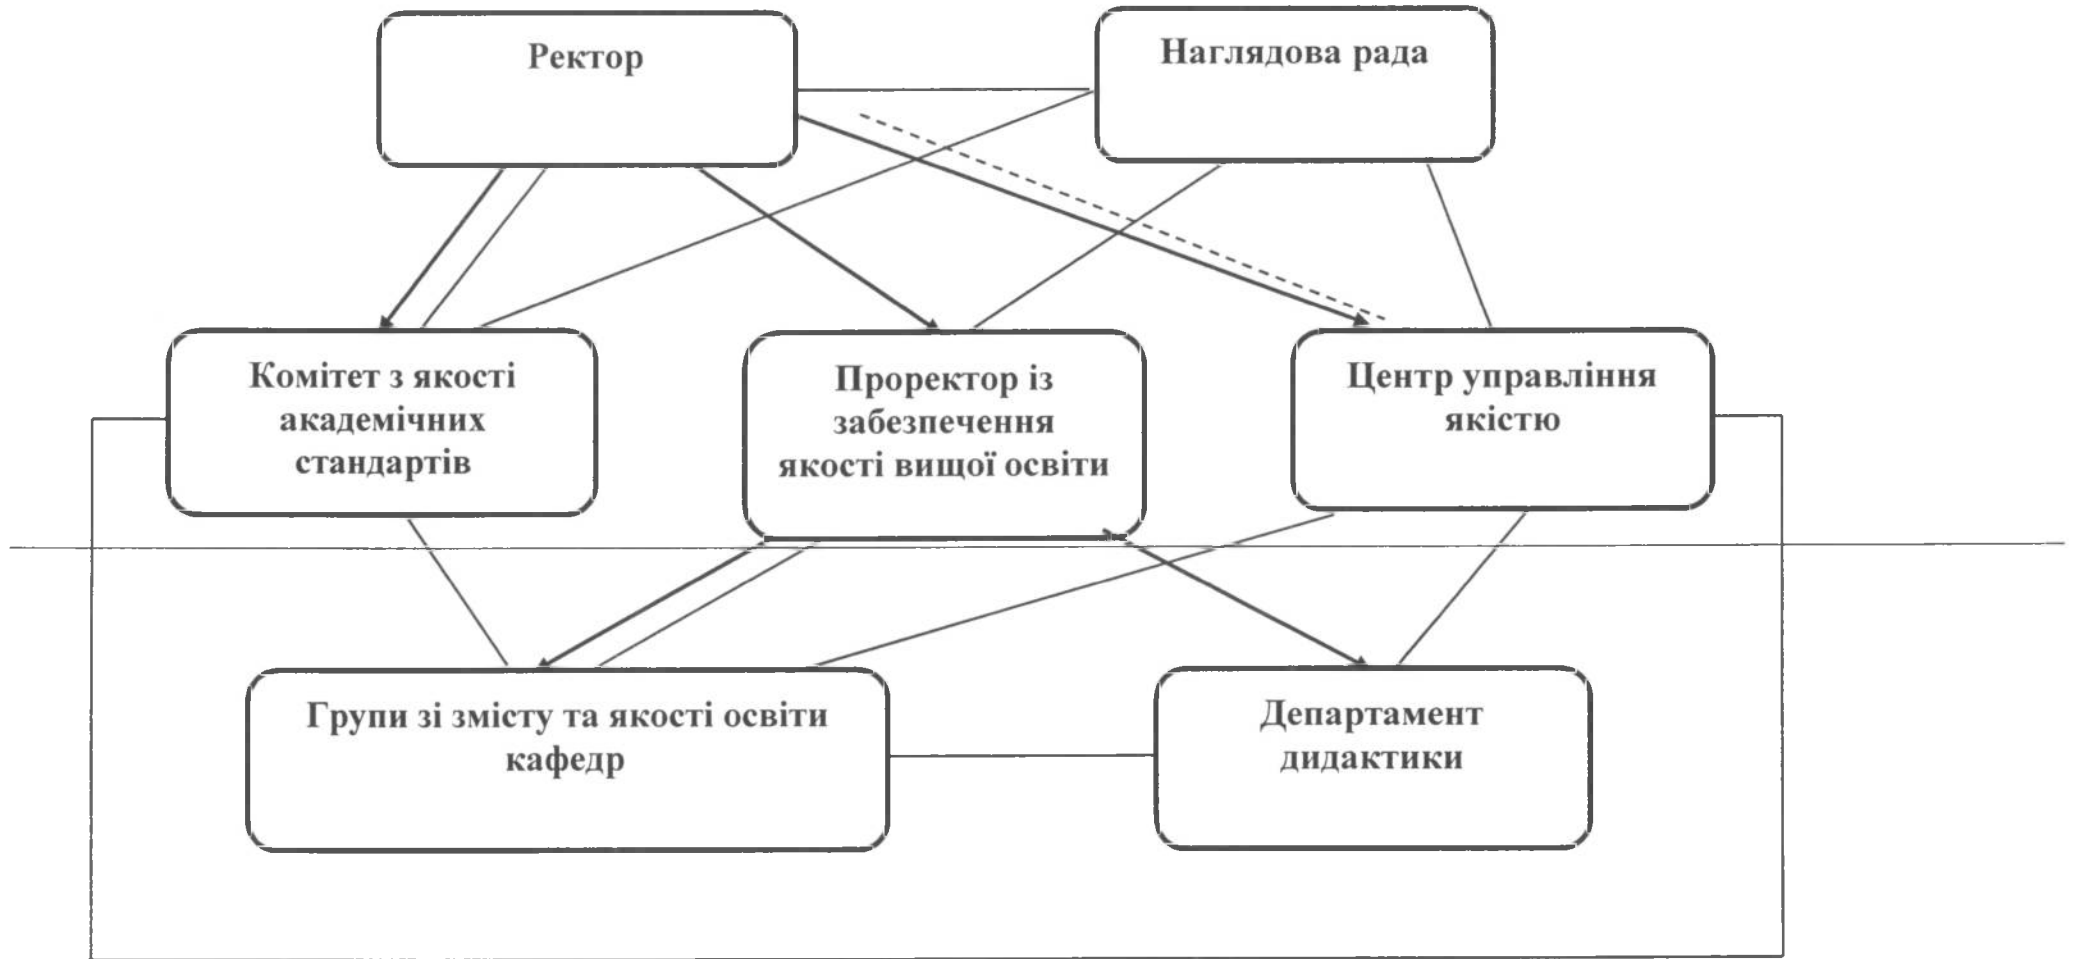 Ректор
Наглядова рада
Комітет з якості
академічних
стандартів
Проректор із
забезпечення
якості вищої освіти
Центр управління
якістю
Групи зі змісту та якості освіти
кафедр
Департамент
дидактики